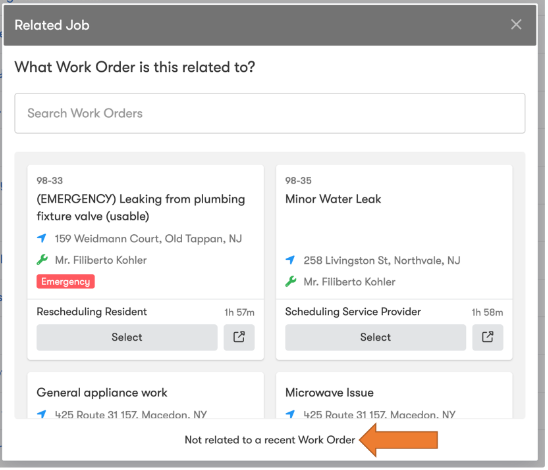 Related Job
What Work Order is this related to?
Search Work Orders
98-33
(EMERGENCY) Leaking from plumbing
fixture valve (usable)
159 Weidmann Court, Old Tappan, NJ
Mr. Filiberto Kohler
Emergency
Rescheduling Resident 1h 57m
Select
98-35
Minor Water Leak
258 Livingston St, Northvale, NJ
Mr. Filiberto Kohler
Scheduling Service Provider 1h 58m
Select
General appliance work
425 Route 31 157, Macedon, NY
Microwave Issue
425 Route 31 157, Macedon, NY
Not related to a recent Work Order